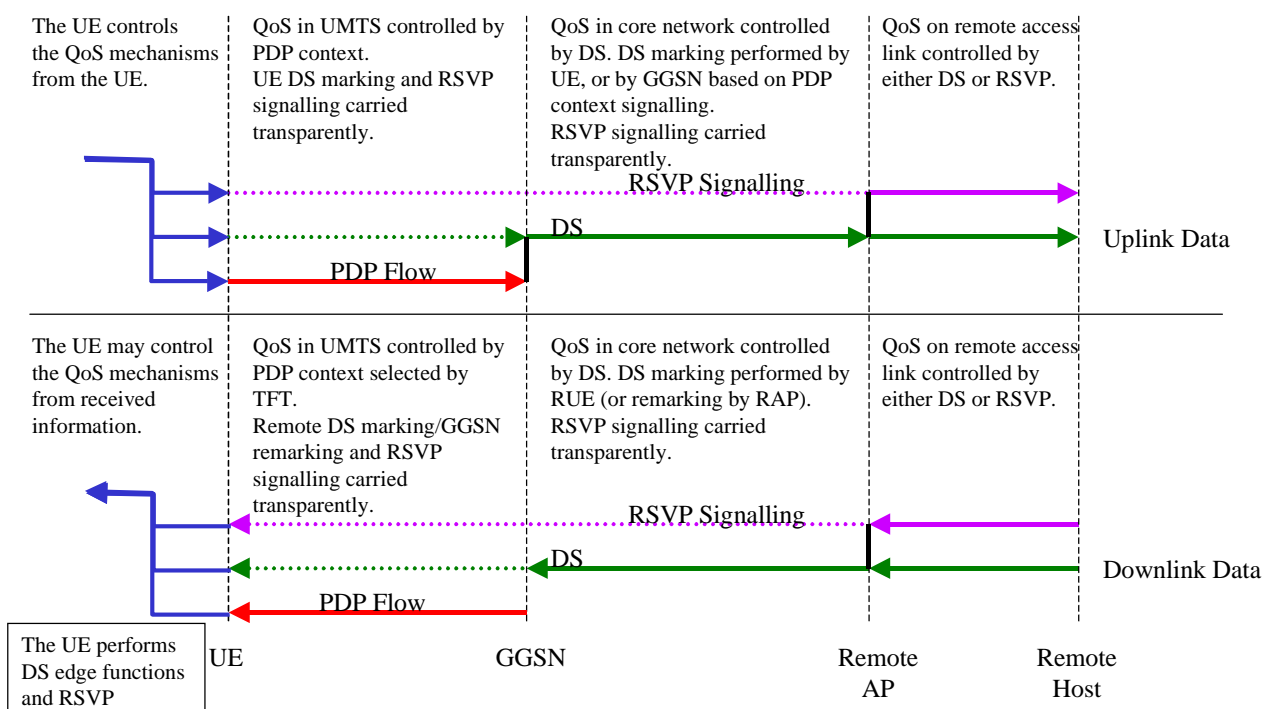 The UE controls
the QoS mechanisms
from the UE.
QoS in UMTS controlled by
PDP context.
UE DS marking and RSVP
signalling carried
transparently.
QoS in core network controlled
by DS. DS marking performed by
UE, or by GGSN based on PDP
context signalling.
RSVP signalling carried
transparently.
QoS on remote access
link controlled by
either DS or RSVP.
RSVP Signalling
DS
PDP Flow
Uplink Data
The UE may control
the QoS mechanisms
from received
information.
QoS in UMTS controlled by
PDP context selected by
TFT.
Remote DS marking/GGSN
remarking and RSVP
signalling carried
transparently.
QoS in core network controlled
by DS. DS marking performed by
RUE (or remarking by RAP).
RSVP signalling carried
transparently.
QoS on remote access
link controlled by
either DS or RSVP.
RSVP Signalling
DS
PDP Flow
Downlink Data
The UE performs
DS edge functions
and RSVP
UE
GGSN
Remote
AP
Remote
Host